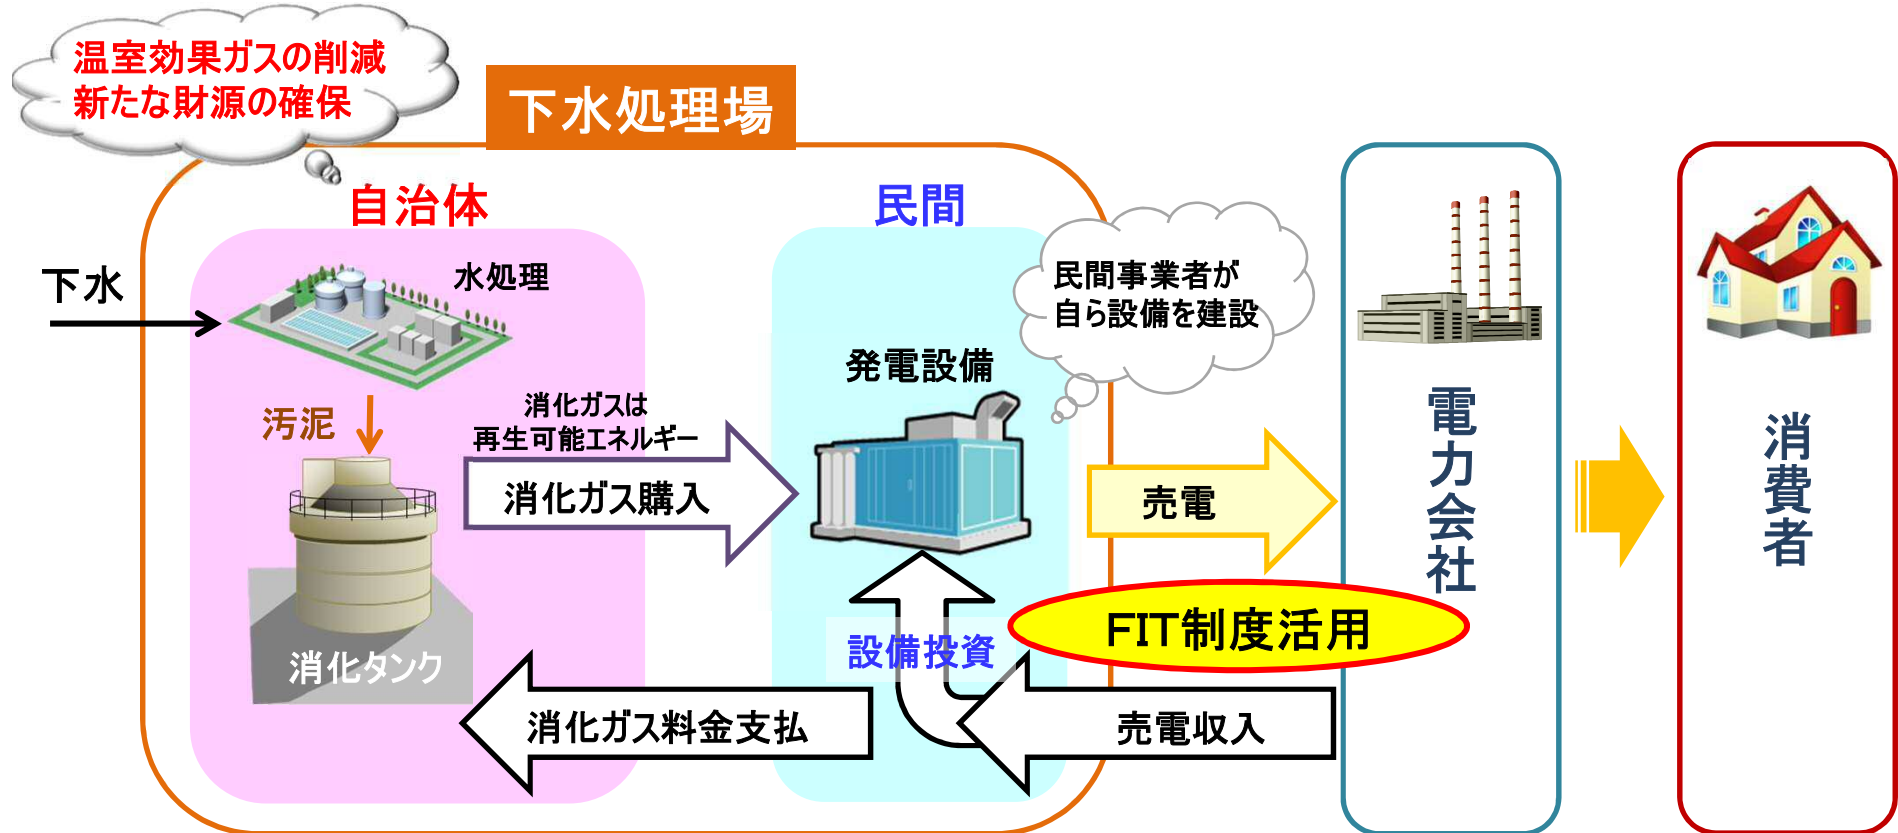 温室効果ガスの削減
新たな財源の確保
下水処理場
自治体
民間
下水
水処理
民間事業者が
自ら設備を建設
発電設備
汚泥
消化ガスは
再生可能エネルギー
消化ガス購入
売電
電力会社
消費者
FIT制度活用
設備投資
消化タンク
消化ガス料金支払
売電収入